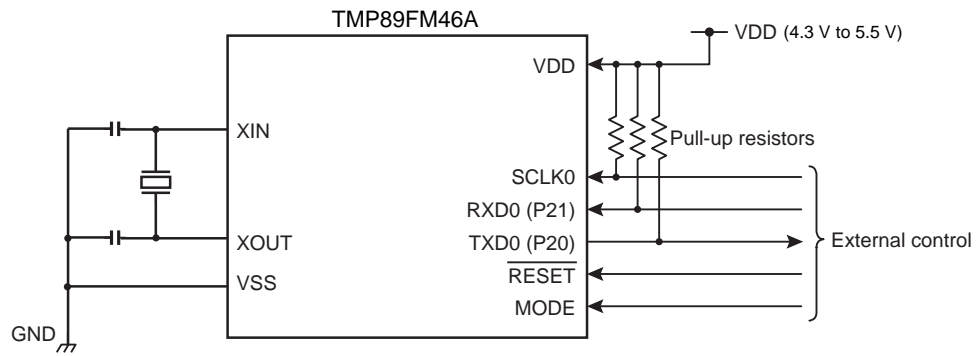 TMP89FM46A
VDD (4.3 V to 5.5 V)
VDD
XIN
Pull-up resistors
SCLK0
RXD0 (P21)
XOUT
TXD0 (P20)
External control
RESET
VSS
MODE
GND